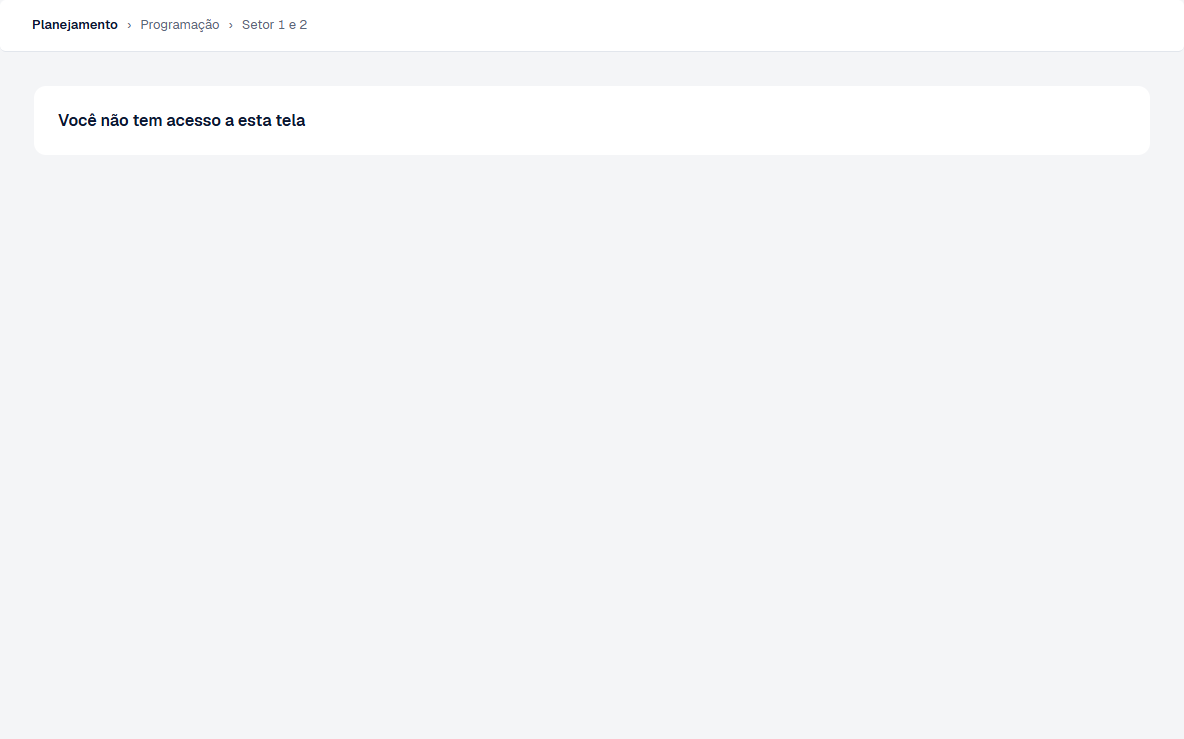 Planejamento › Programação › Setor 1 e 2
Você não tem acesso a esta tela